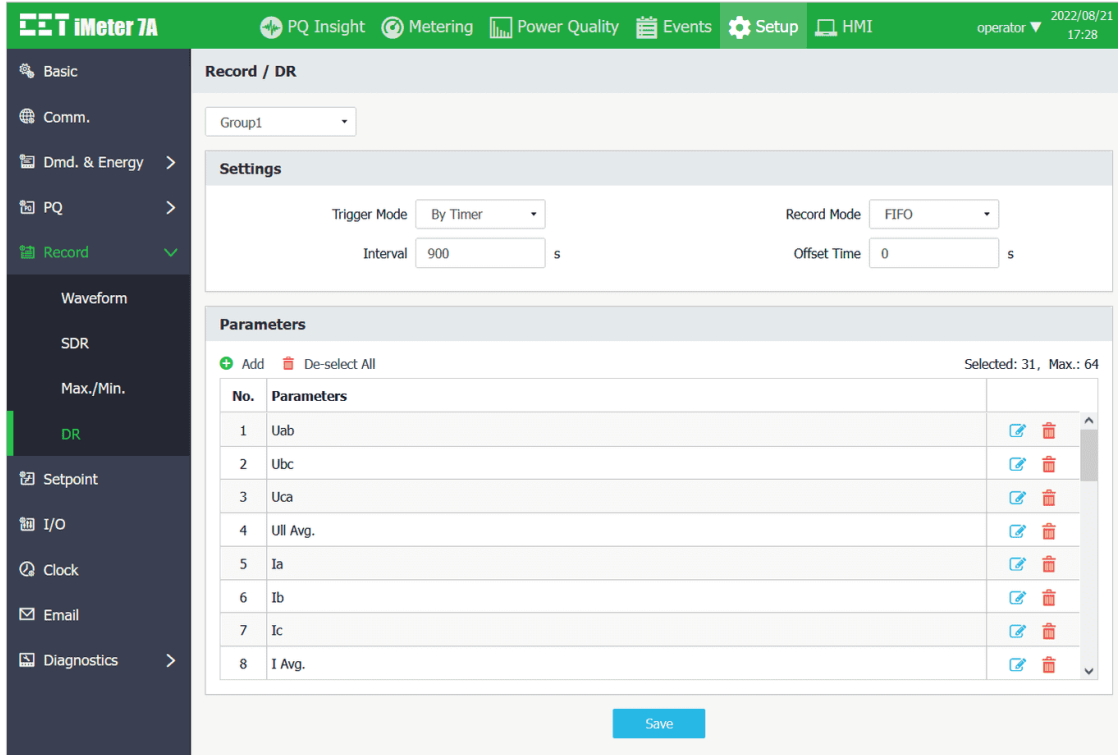 CET iMeter 7A PQ Insight Metering Power Quality Events Setup HMI operator ▼ 2022/08/21
17:28
Basic
Comm.
Dmd. & Energy
PQ
Record
Waveform
SDR
Max./Min.
DR
Setpoint
I/O
Clock
Email
Diagnostics
Record / DR
Group1
Settings
Trigger Mode By Timer Record Mode FIFO
Interval 900 s Offset Time 0 s
Parameters
Add De-select All Selected: 31, Max.: 64
No. Parameters
1 Uab
2 Ubc
3 Uca
4 Ull Avg.
5 Ia
6 Ib
7 Ic
8 I Avg.
Save